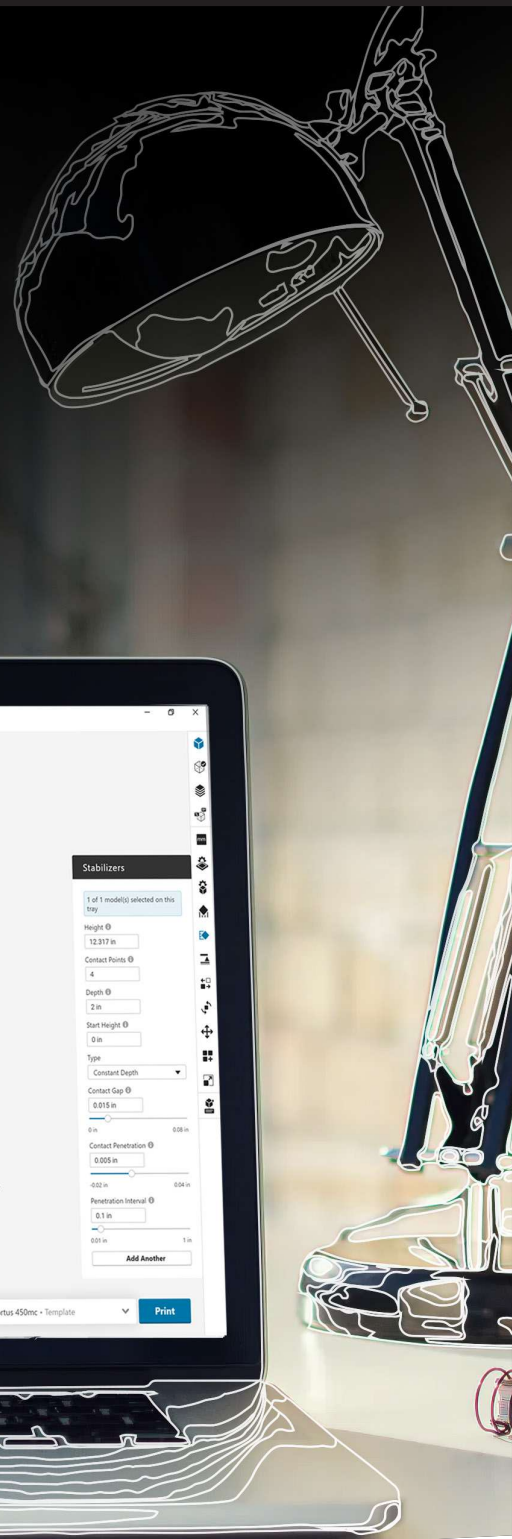 Stabilizers
1 of 1 model(s) selected on this
tray
Height
12.317 in
Contact Points
4
Depth
2 in
Start Height
0 in
Type
Constant Depth
Contact Gap
0.015 in
0 in 0.08 in
Contact Penetration
0.005 in
-0.02 in 0.04 in
Penetration Interval
0.1 in
0.01 in 1 in
Add Another
rtus 450mc • Template
Print